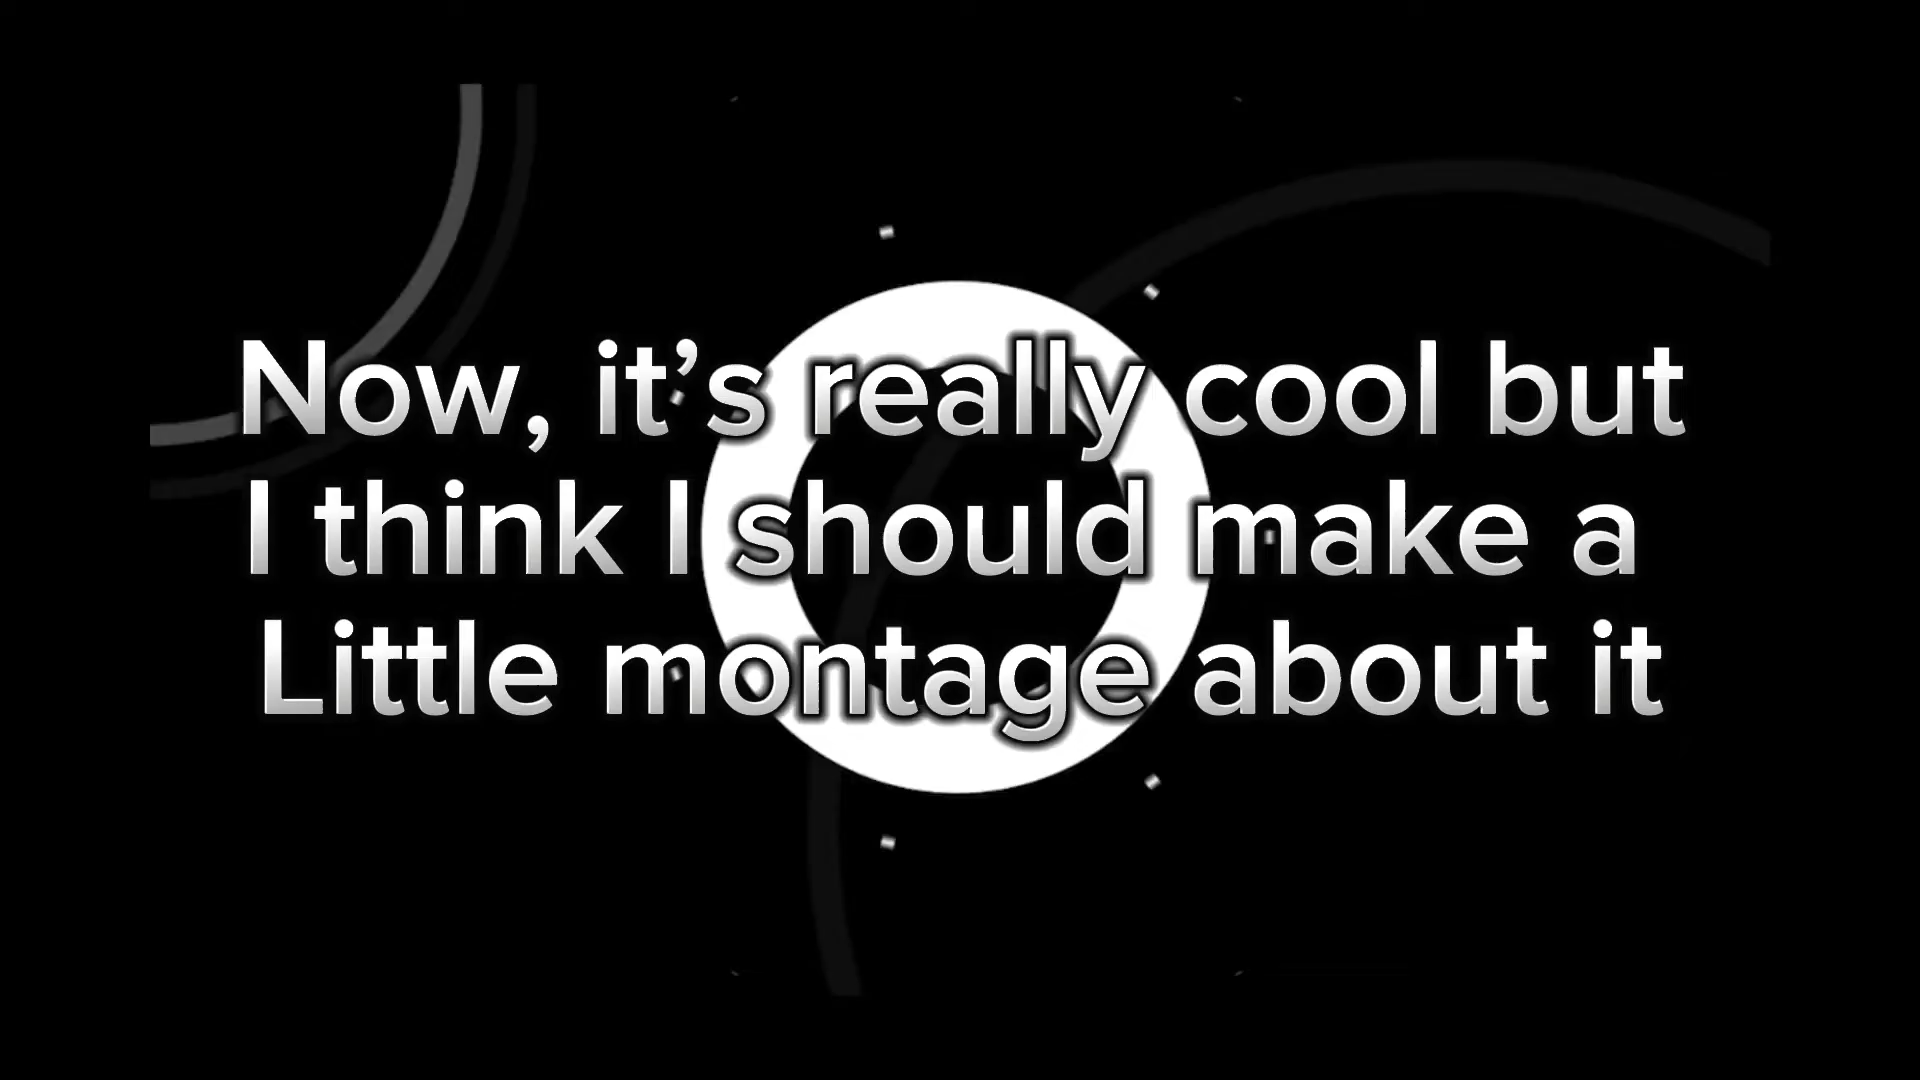 Now, it’s really cool but
I think I should make a
Little montage about it